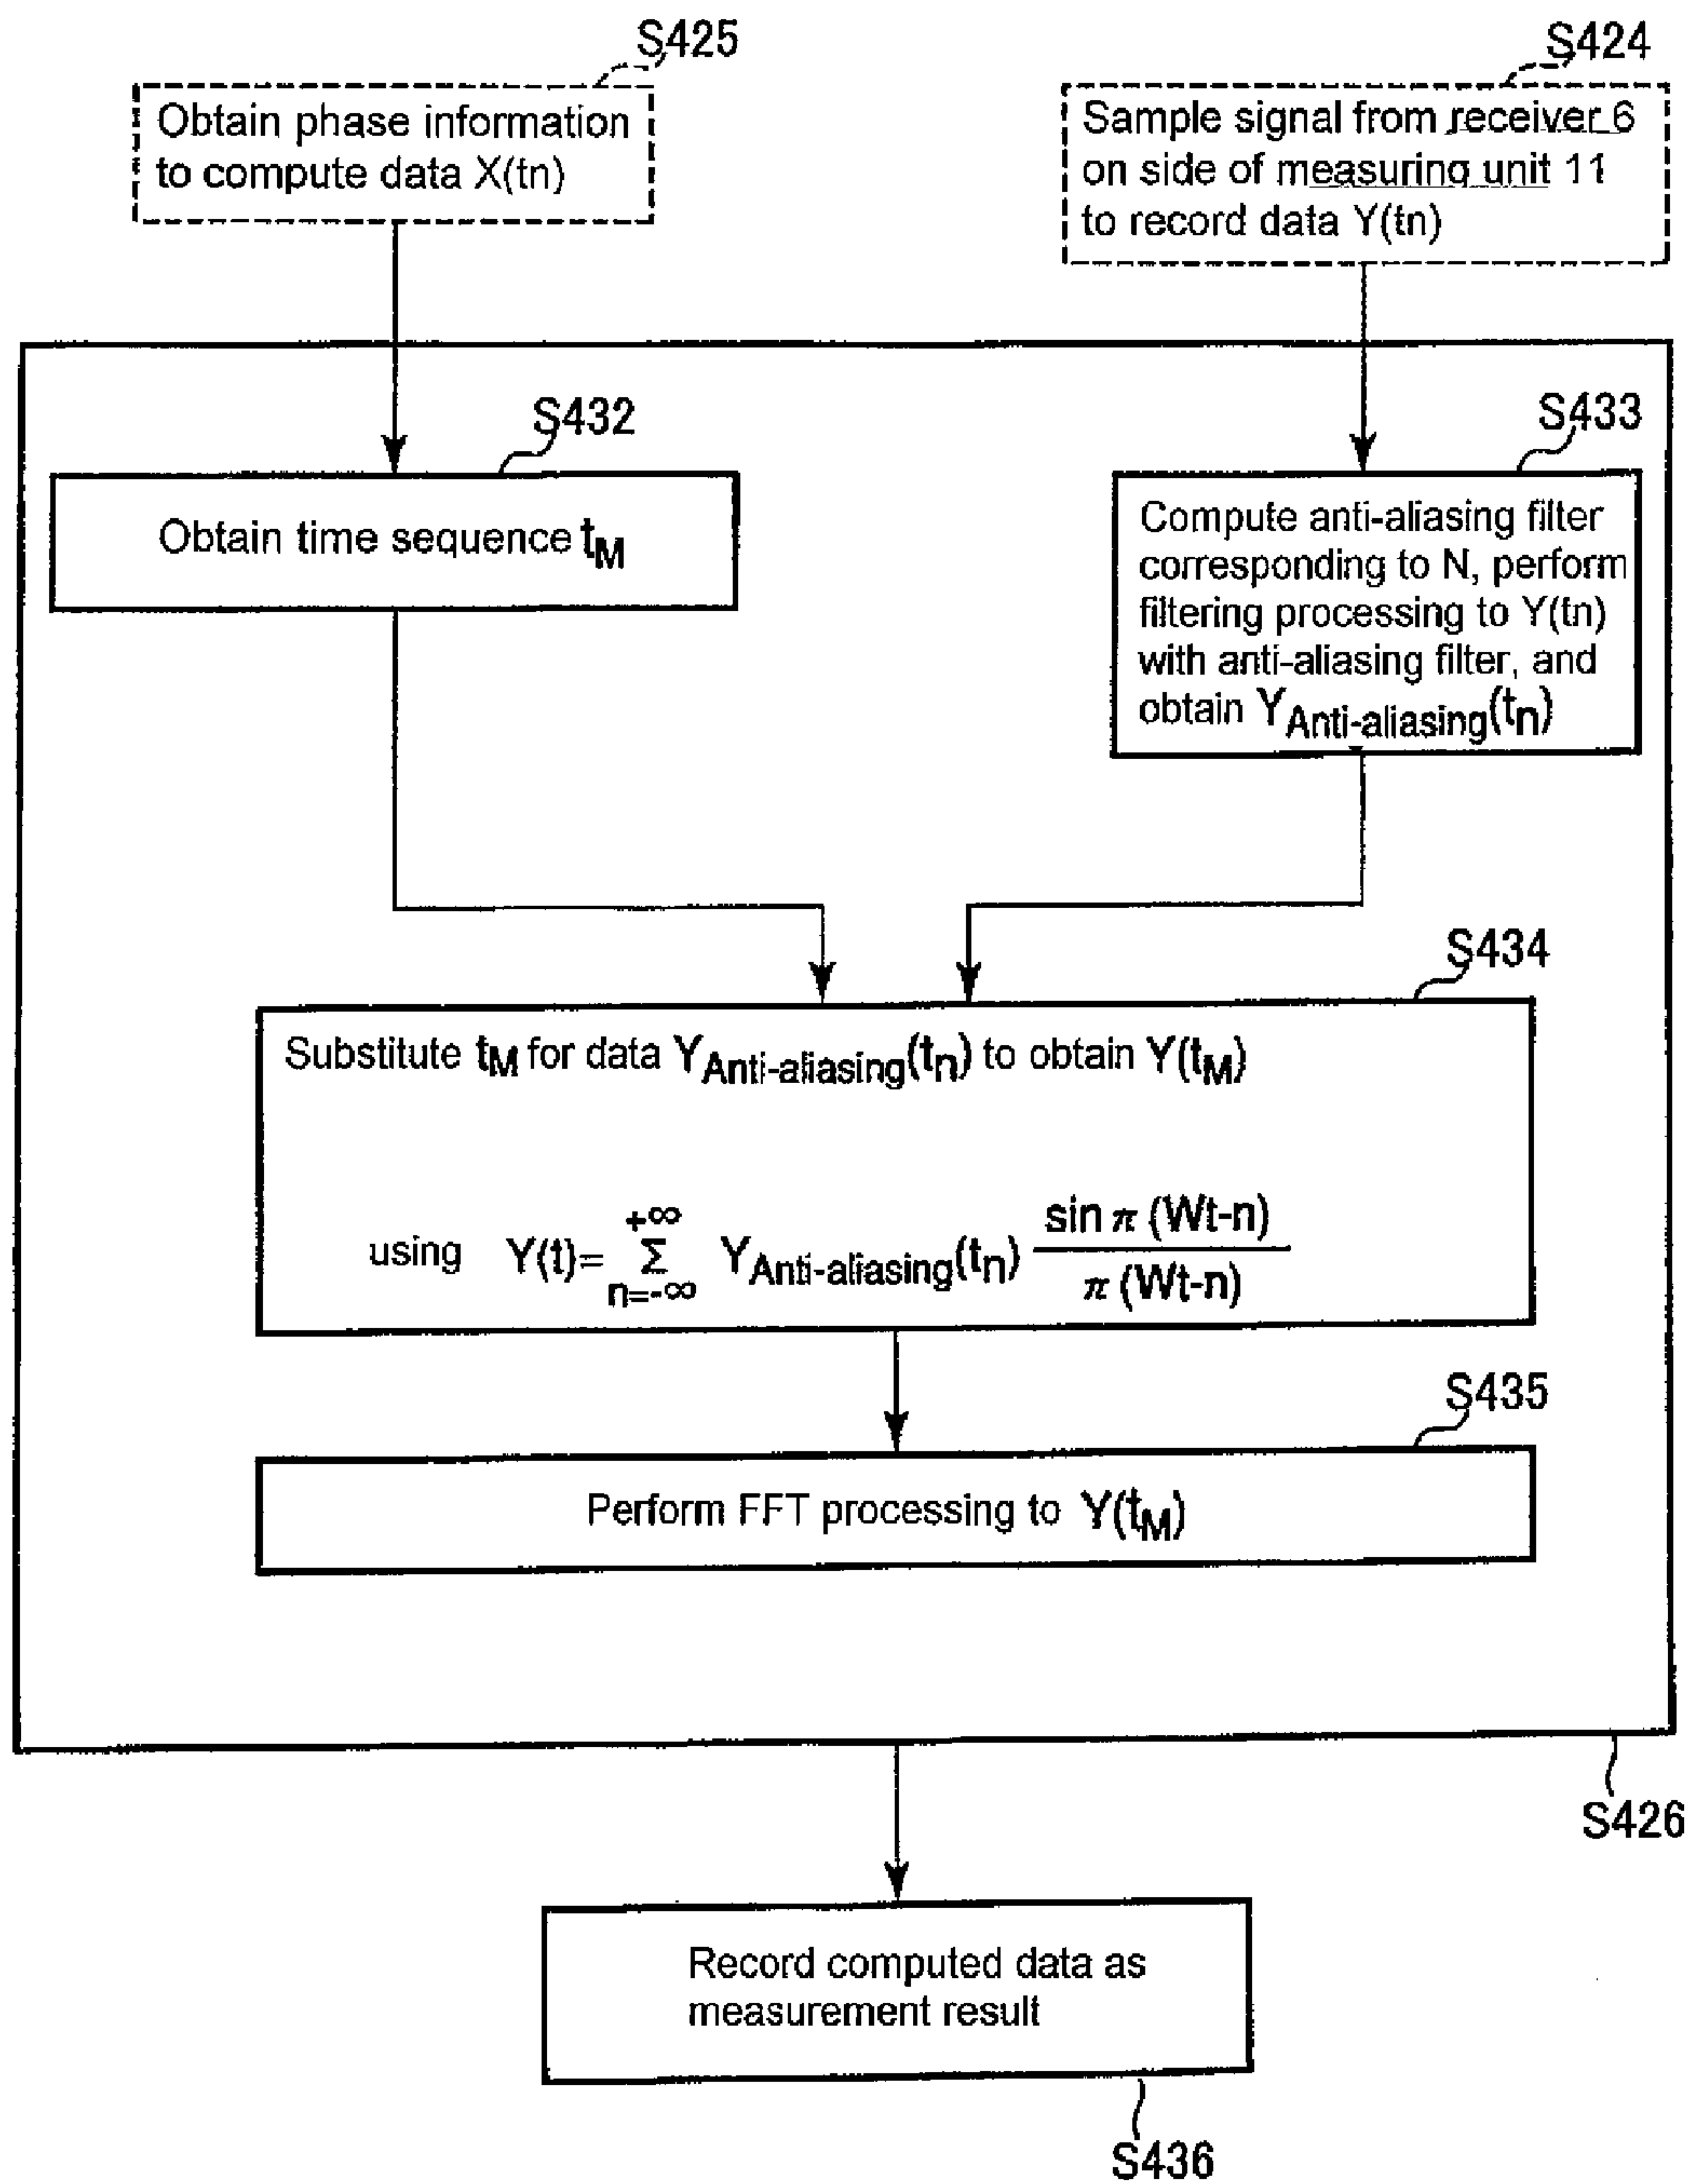 S425
Obtain phase information
to compute data X(tn)
S424
Sample signal from receiver 6
on side of measuring unit 11
to record data Y(tn)
S432
Obtain time sequence tM
S433
Compute anti-aliasing filter
corresponding to N, perform
filtering processing to Y(tn)
with anti-aliasing filter, and
obtain YAnti-aliasing(tn)
S434
Substitute tM for data YAnti-aliasing(tn) to obtain Y(tM)
using Y(t)= +∞ Σ n=-∞ YAnti-aliasing(tn) sin π (Wt-n) / π (Wt-n)
S435
Perform FFT processing to Y(tM)
S426
Record computed data as
measurement result
S436